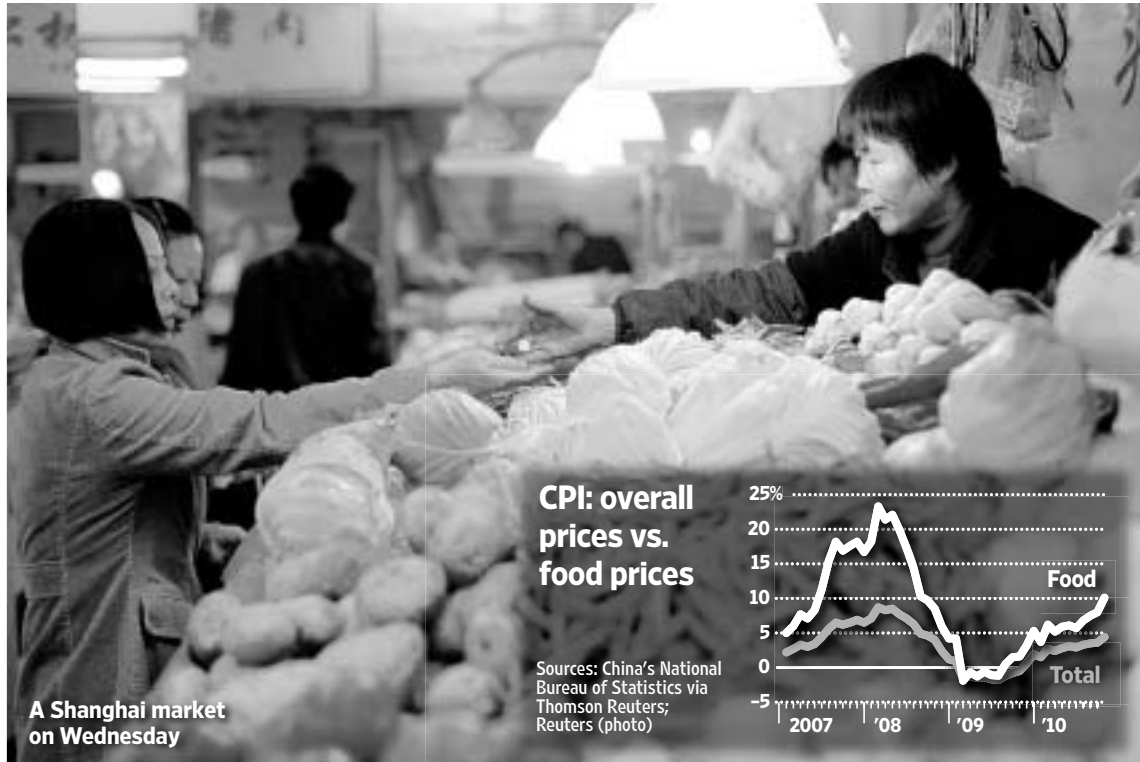 CPI: overall
prices vs.
food prices
25%
20
15
10
5
0
–5
Food
Total
2007
’08
’09
’10
Sources: China’s National
Bureau of Statistics via
Thomson Reuters;
Reuters (photo)
A Shanghai market
on Wednesday